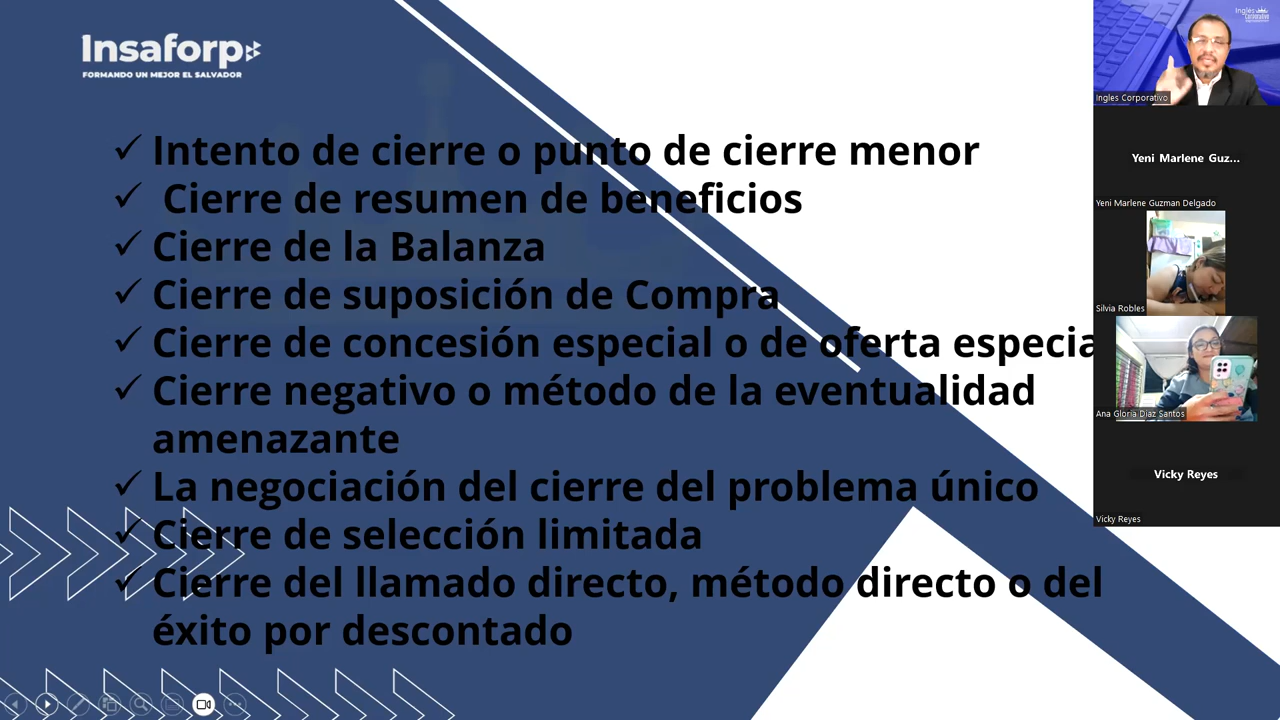 Insaforp
FORMANDO UN MEJOR EL SALVADOR
Intento de cierre o punto de cierre menor
Cierre de resumen de beneficios
Cierre de la Balanza
Cierre de suposición de Compra
Cierre de concesión especial o de oferta especia
Cierre negativo o método de la eventualidad
amenazante
La negociación del cierre del problema único
Cierre de selección limitada
Cierre del llamado directo, método directo o del
éxito por descontado
Ingles
Corporativo
Ingles Corporativo
Yeni Marlene Guz...
Yeni Marlene Guzman Delgado
Silvia Robles
Ana Gloria Diaz Santos
Vicky Reyes
Vicky Reyes